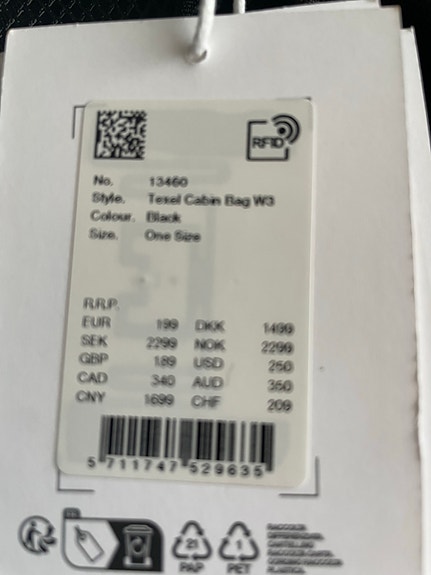 RFID
No. 13460
Style. Texel Cabin Bag W3
Colour. Black
Size. One Size
R.R.P.
EUR 199 DKK 1499
SEK 2299 NOK 2299
GBP 189 USD 250
CAD 340 AUD 350
CNY 1699 CHF 209
5 711747 529635
21 1
PAP PET